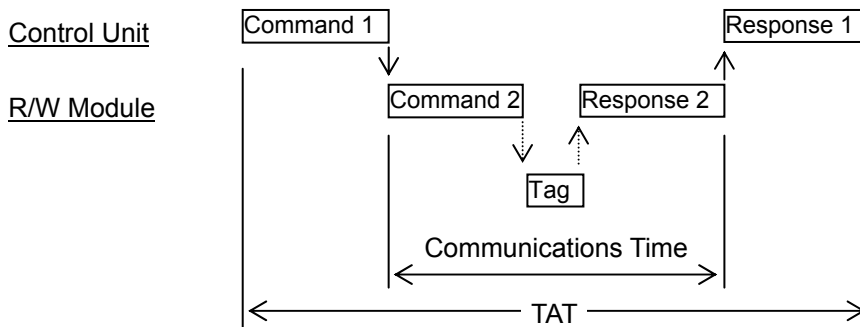 Control Unit
Command 1
Response 1
R/W Module
Command 2
Response 2
Tag
Communications Time
TAT